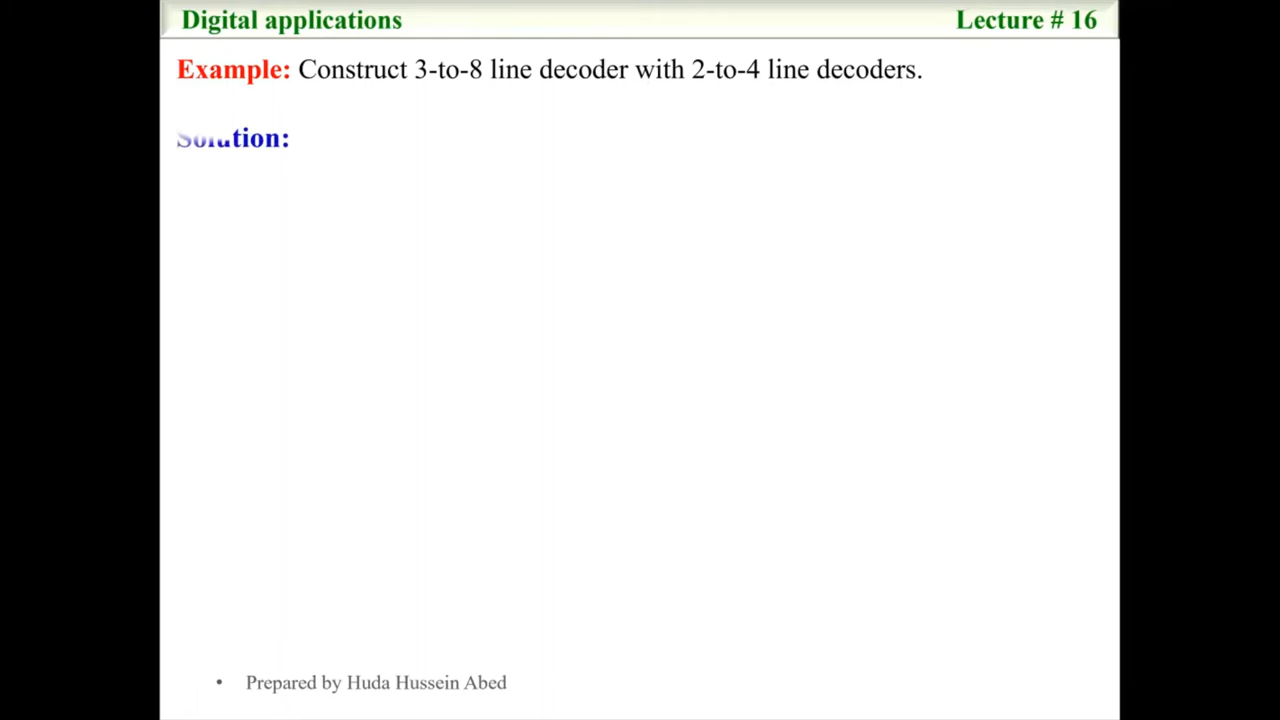 Digital applications Lecture # 16
Example: Construct 3-to-8 line decoder with 2-to-4 line decoders.
Solution:
• Prepared by Huda Hussein Abed